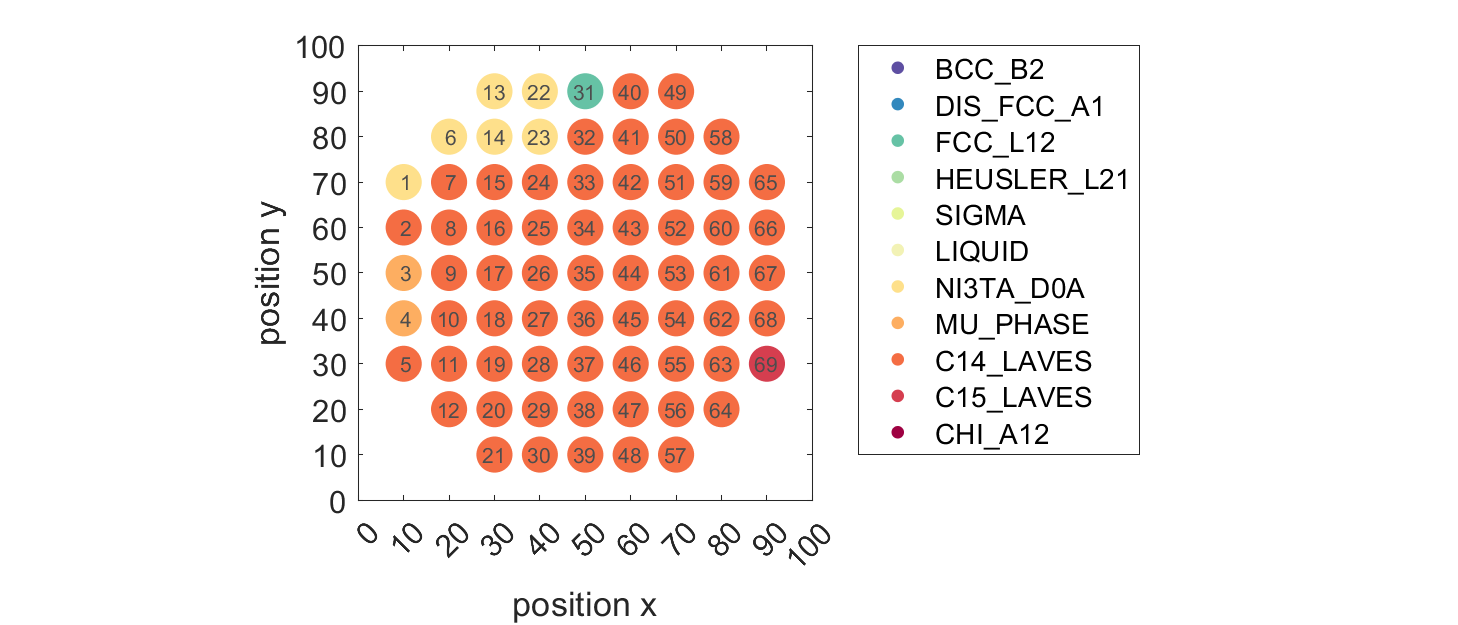 100
90
80
70
60
50
40
30
20
10
0
position y
13 22 31 40 49
6 14 23 32 41 50 58
1 7 15 24 33 42 51 59 65
2 8 16 25 34 43 52 60 66
3 9 17 26 35 44 53 61 67
4 10 18 27 36 45 54 62 68
5 11 19 28 37 46 55 63 69
12 20 29 38 47 56 64
21 30 39 48 57
0 10 20 30 40 50 60 70 80 90 100
position x
BCC_B2
DIS_FCC_A1
FCC_L12
HEUSLER_L21
SIGMA
LIQUID
NI3TA_D0A
MU_PHASE
C14_LAVES
C15_LAVES
CHI_A12